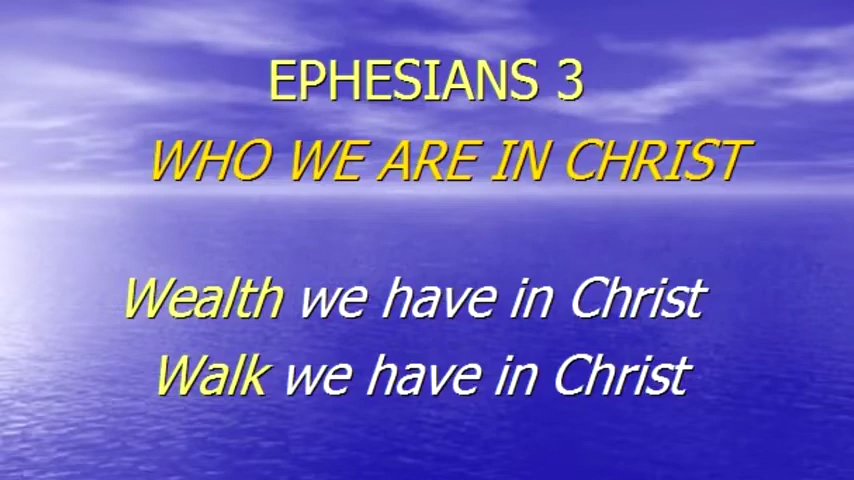 EPHESIANS 3
WHO WE ARE IN CHRIST
Wealth we have in Christ
Walk we have in Christ